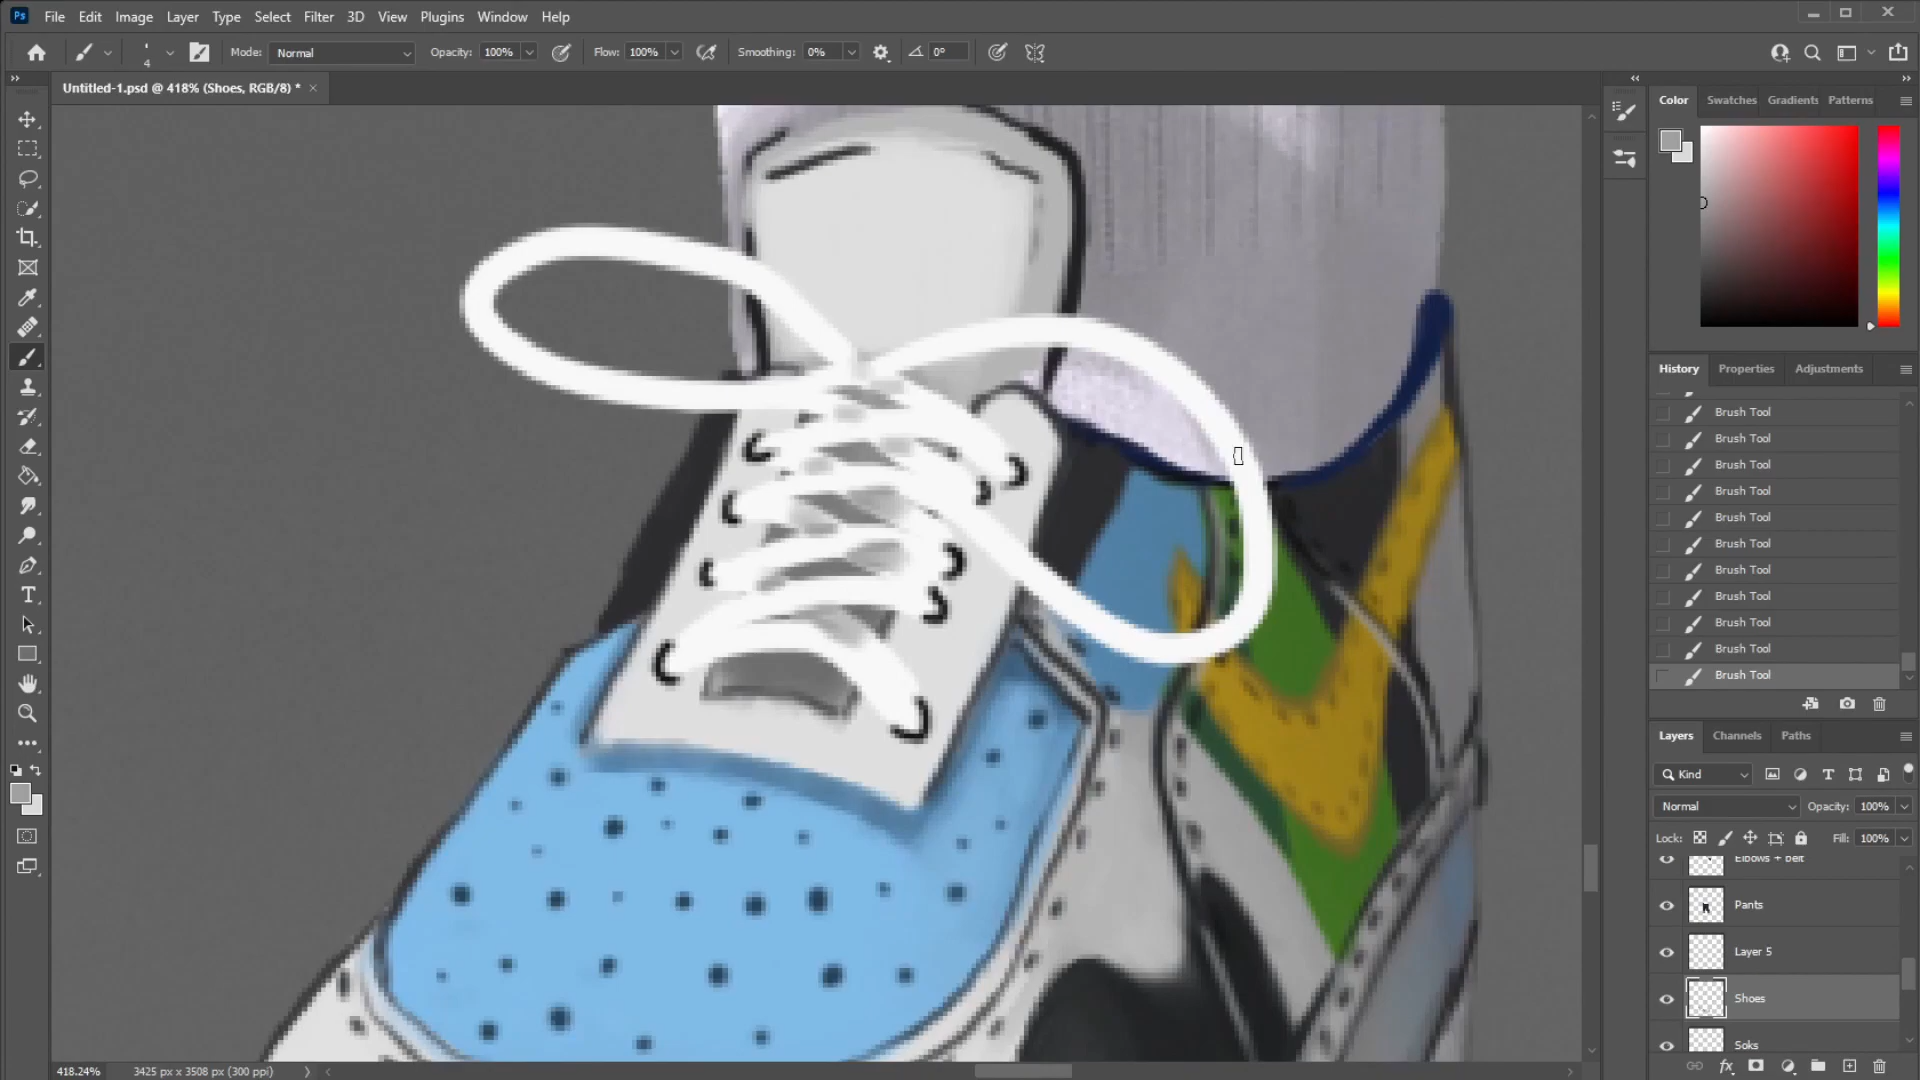 Ps File Edit Image Layer Type Select Filter 3D View Plugins Window Help
4 Mode: Normal Opacity: 100% Flow: 100% Smoothing: 0% 0°
Untitled-1.psd @ 418% (Shoes, RGB/8) *
Color Swatches Gradients Patterns
History Properties Adjustments
Brush Tool
Brush Tool
Brush Tool
Brush Tool
Brush Tool
Brush Tool
Brush Tool
Brush Tool
Brush Tool
Brush Tool
Brush Tool
Layers Channels Paths
Kind
Normal Opacity: 100%
Lock: Fill: 100%
Elbows + belt
Pants
Layer 5
Shoes
Soks
418.24% 3425 px x 3508 px (300 ppi)